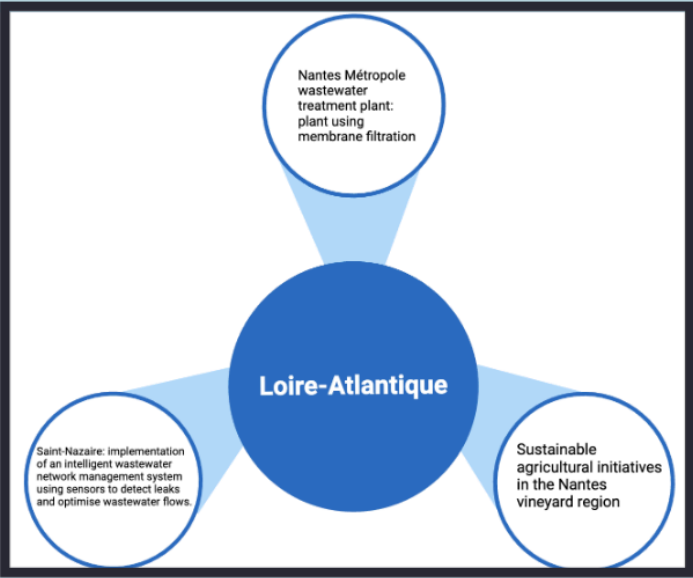 Nantes Métropole
wastewater
treatment plant:
plant using
membrane filtration
Loire-Atlantique
Saint-Nazaire: implementation
of an intelligent wastewater
network management system
using sensors to detect leaks
and optimise wastewater flows.
Sustainable
agricultural initiatives
in the Nantes
vineyard region